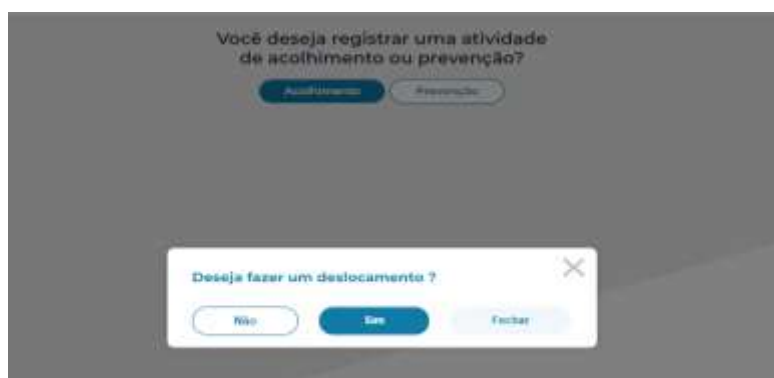 Você deseja registrar uma atividade
de acolhimento ou prevenção?
Acolhimento Prevenção
Deseja fazer um deslocamento ?
Não Sim Fechar